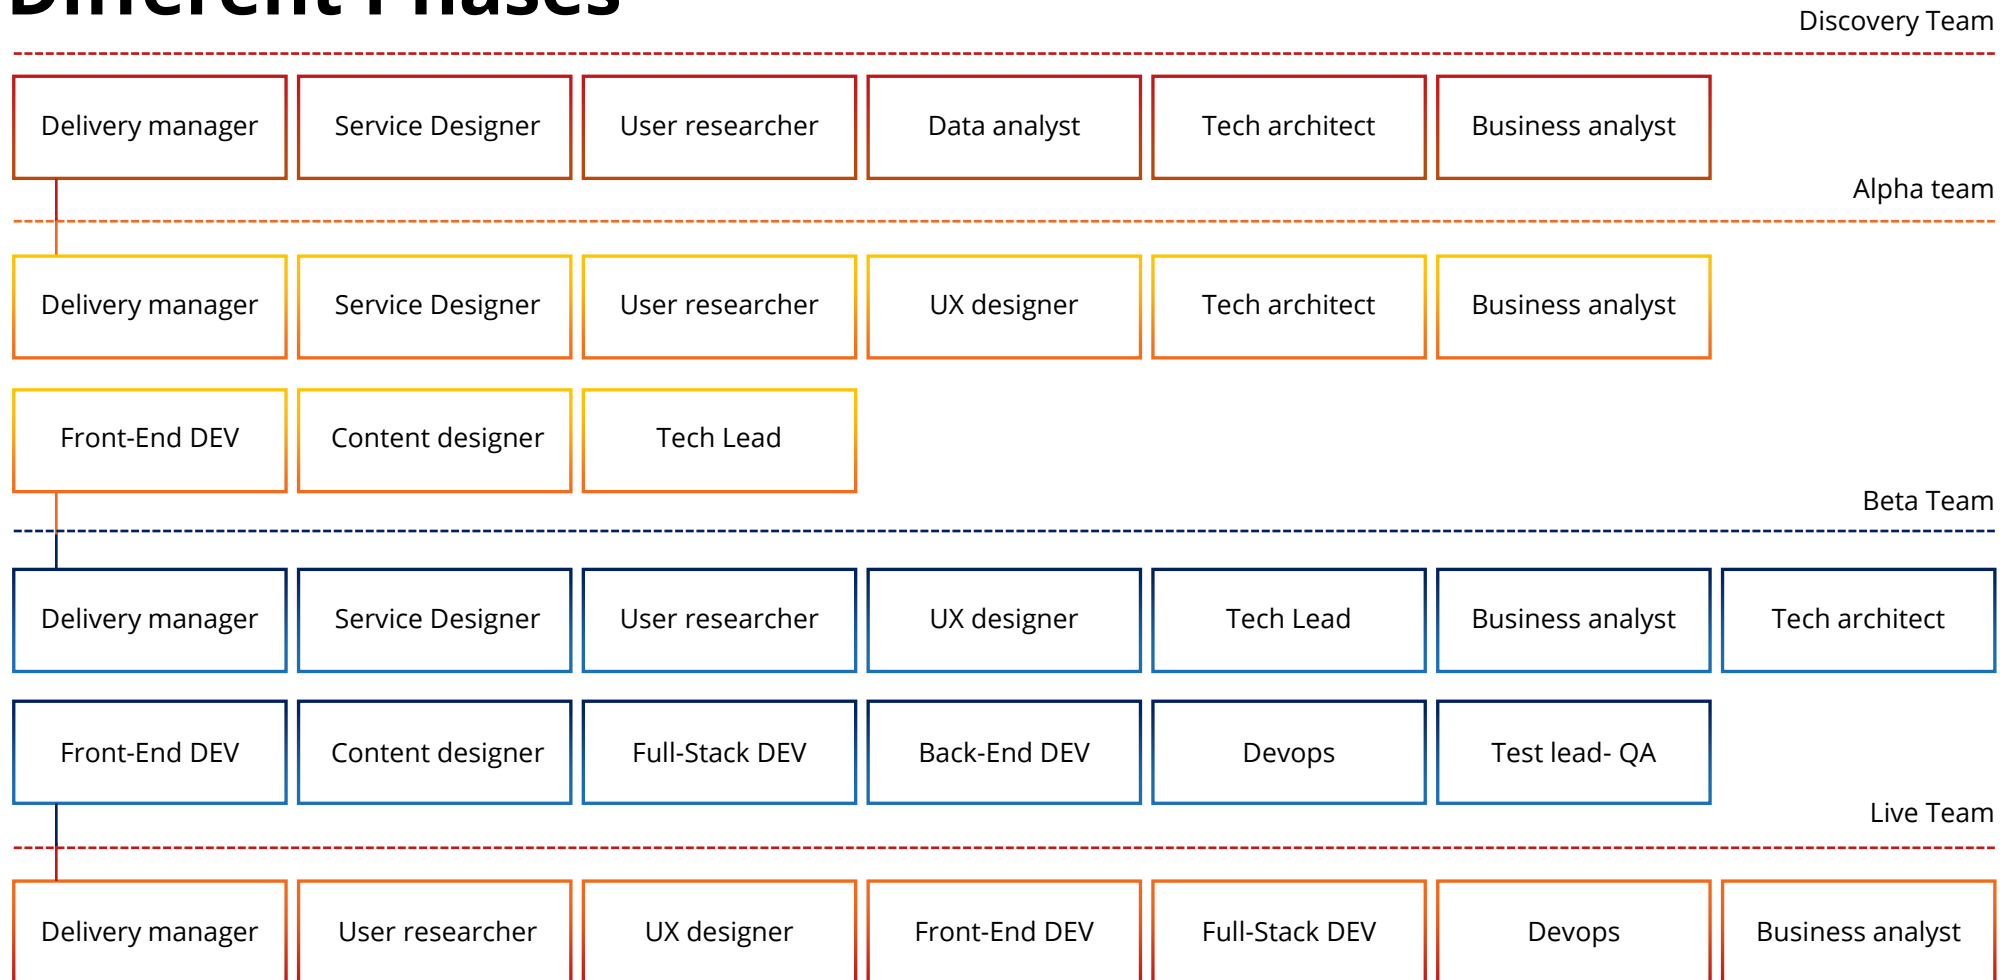 Different Phases
Discovery Team
Delivery manager
Service Designer
User researcher
Data analyst
Tech architect
Business analyst
Alpha team
Delivery manager
Service Designer
User researcher
UX designer
Tech architect
Business analyst
Front-End DEV
Content designer
Tech Lead
Beta Team
Delivery manager
Service Designer
User researcher
UX designer
Tech Lead
Business analyst
Tech architect
Front-End DEV
Content designer
Full-Stack DEV
Back-End DEV
Devops
Test lead- QA
Live Team
Delivery manager
User researcher
UX designer
Front-End DEV
Full-Stack DEV
Devops
Business analyst